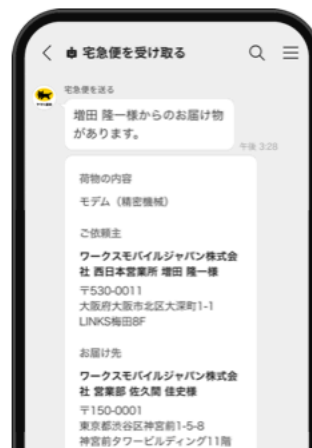 宅急便を受け取る
宅急便を送る
増田 隆一様からのお届け物
があります。
午後 3:28
荷物の内容
モデム（精密機械）
ご依頼主
ワークスモバイルジャパン株式会
社 西日本営業所 増田 隆一様
〒530-0011
大阪府大阪市北区大深町1-1
LINKS梅田8F
お届け先
ワークスモバイルジャパン株式会
社 営業部 佐久間 佳史様
〒150-0001
東京都渋谷区神宮前1-5-8
神宮前タワービルディング11階